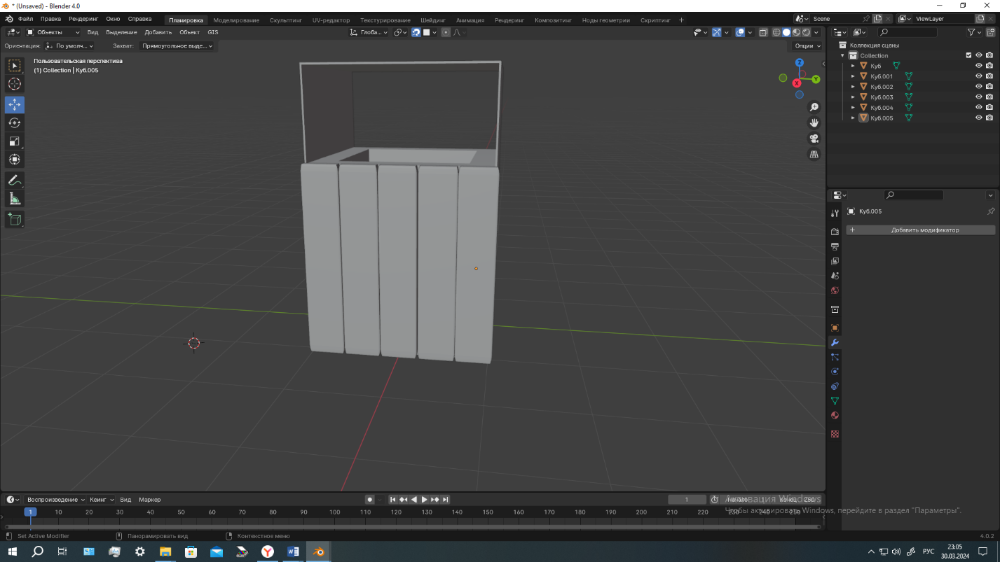 * (Unsaved) - Blender 4.0
Файл Правка Рендеринг Окно Справка Планировка Моделирование Скульптинг UV-редактор Текстурирование Шейдинг Анимация Рендеринг Композитинг Ноды геометрии Скриптинг + Scene ViewLayer
Объекты Вид Выделение Добавить Объект GIS Глоба...
Ориентация: По умолч... Захват: Прямоугольное выде... Опции
Пользовательская перспектива
(1) Collection | Куб.005
Z
Y
X
Коллекция сцены
Collection
Куб
Куб.001
Куб.002
Куб.003
Куб.004
Куб.005
Куб.005
+ Добавить модификатор
Воспроизведение Кеинг Вид Маркер 1 Начало 1 Конец 250
1 10 20 30 40 50 60 70 80 90 100 110 120 130 140 150 160 170 180 190 200 210 220 230 240 250
Активация Windows
Чтобы активировать Windows, перейдите в раздел "Параметры".
Set Active Modifier Панорамировать вид Контекстное меню 4.0.2
РУС
23:05
30.03.2024